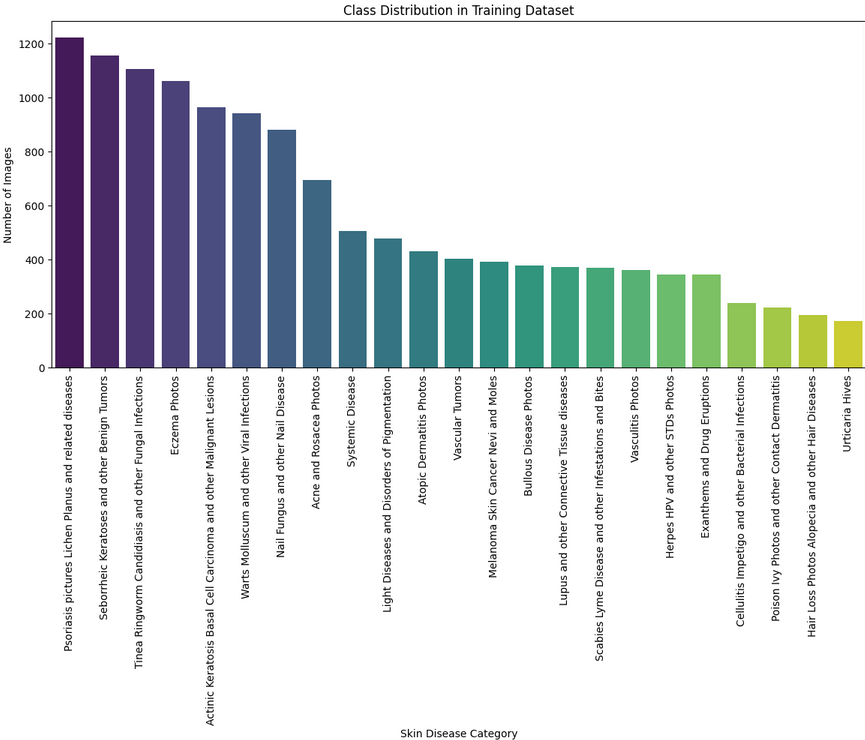 Class Distribution in Training Dataset
Number of Images
1200
1000
800
600
400
200
0
Psoriasis pictures Lichen Planus and related diseases
Seborrheic Keratoses and other Benign Tumors
Tinea Ringworm Candidiasis and other Fungal Infections
Eczema Photos
Actinic Keratosis Basal Cell Carcinoma and other Malignant Lesions
Warts Molluscum and other Viral Infections
Nail Fungus and other Nail Disease
Acne and Rosacea Photos
Systemic Disease
Light Diseases and Disorders of Pigmentation
Atopic Dermatitis Photos
Vascular Tumors
Melanoma Skin Cancer Nevi and Moles
Bullous Disease Photos
Lupus and other Connective Tissue diseases
Scabies Lyme Disease and other Infestations and Bites
Vasculitis Photos
Herpes HPV and other STDs Photos
Exanthems and Drug Eruptions
Cellulitis Impetigo and other Bacterial Infections
Poison Ivy Photos and other Contact Dermatitis
Hair Loss Photos Alopecia and other Hair Diseases
Urticaria Hives
Skin Disease Category